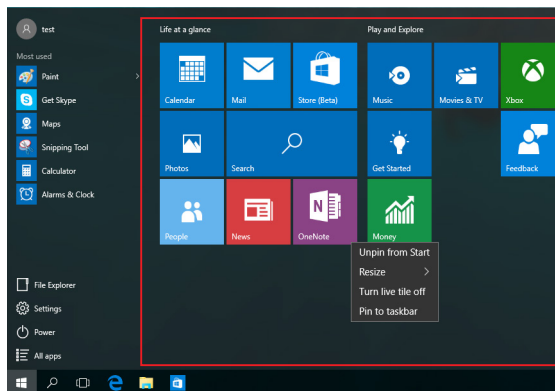 test
Most used
Paint
Get Skype
Maps
Snipping Tool
Calculator
Alarms & Clock
File Explorer
Settings
Power
All apps
Life at a glance
Play and Explore
Calendar
Mail
Store (Beta)
Music
Movies & TV
Xbox
Photos
Search
Get Started
Feedback
People
News
OneNote
Money
Unpin from Start
Resize
Turn live tile off
Pin to taskbar